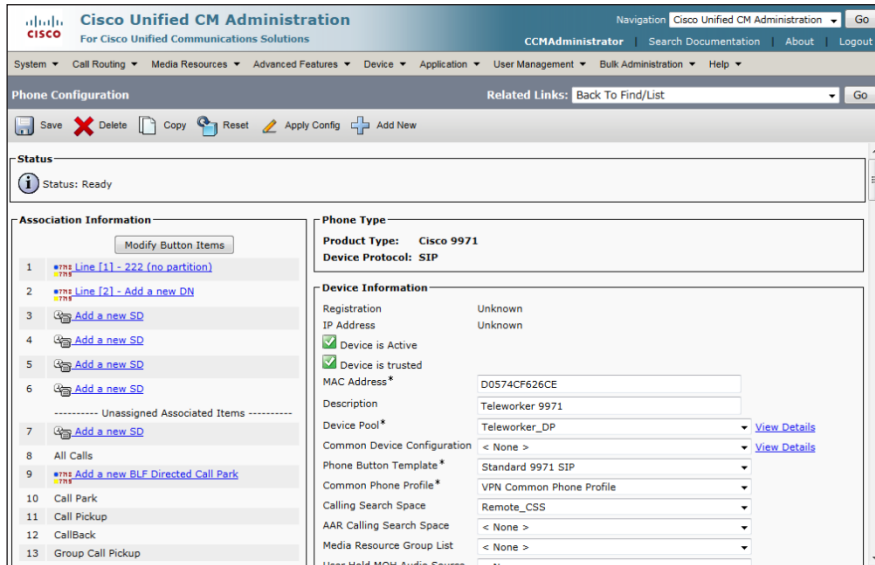 Cisco Unified CM Administration
CISCO
For Cisco Unified Communications Solutions
Navigation Cisco Unified CM Administration Go
CCMAdministrator | Search Documentation | About | Logout
System Call Routing Media Resources Advanced Features Device Application User Management Bulk Administration Help
Phone Configuration
Related Links: Back To Find/List Go
Save Delete Copy Reset Apply Config Add New
Status
Status: Ready
Association Information
Modify Button Items
1 Line [1] - 222 (no partition)
2 Line [2] - Add a new DN
3 Add a new SD
4 Add a new SD
5 Add a new SD
6 Add a new SD
---------- Unassigned Associated Items ----------
7 Add a new SD
8 All Calls
9 Add a new BLF Directed Call Park
10 Call Park
11 Call Pickup
12 CallBack
13 Group Call Pickup
Phone Type
Product Type: Cisco 9971
Device Protocol: SIP
Device Information
Registration Unknown
IP Address Unknown
Device is Active
Device is trusted
MAC Address* D0574CF626CE
Description Teleworker 9971
Device Pool* Teleworker_DP View Details
Common Device Configuration < None > View Details
Phone Button Template* Standard 9971 SIP
Common Phone Profile* VPN Common Phone Profile
Calling Search Space Remote_CSS
AAR Calling Search Space < None >
Media Resource Group List < None >
User Hold MOH Audio Source